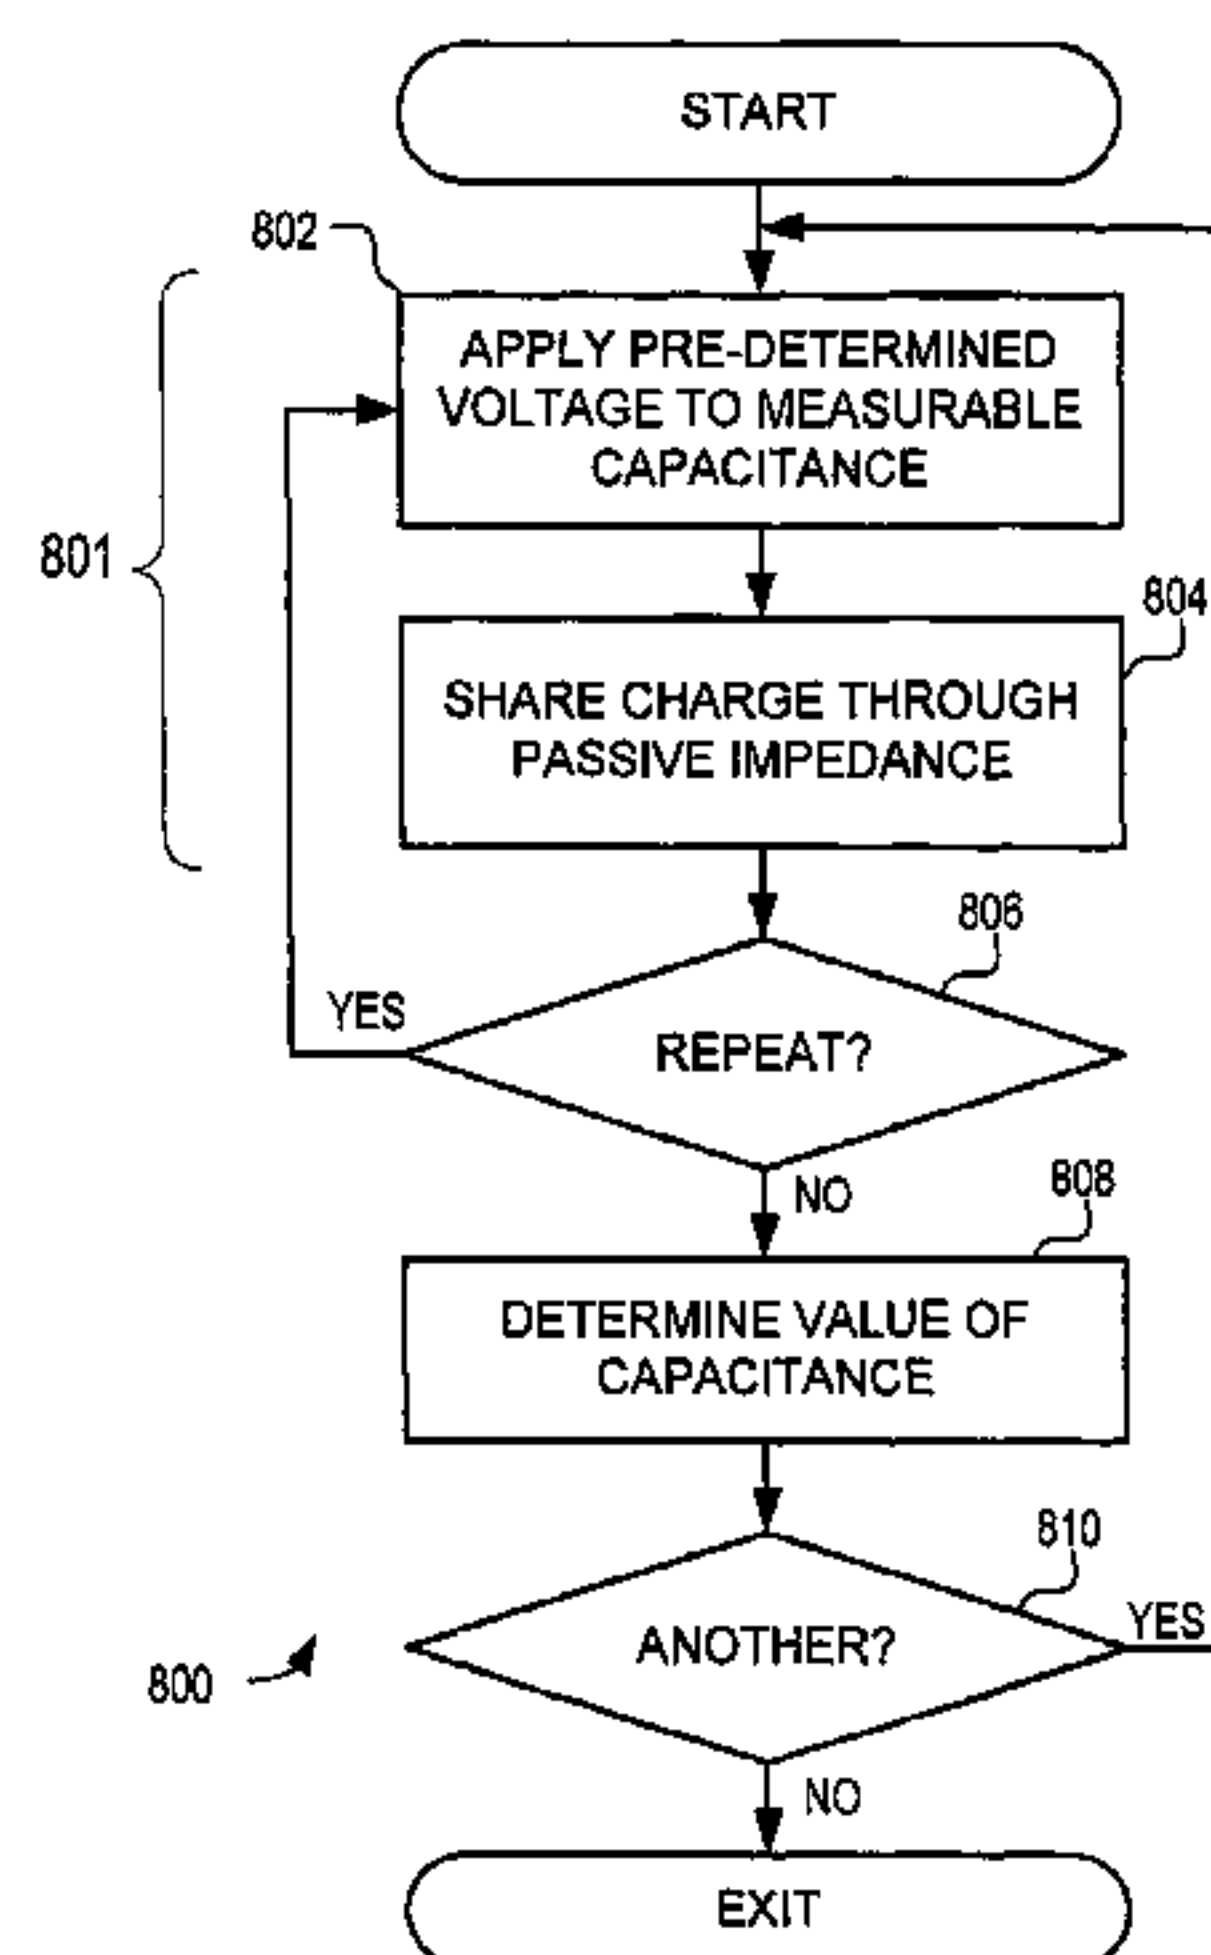 START
802
APPLY PRE-DETERMINED
VOLTAGE TO MEASURABLE
CAPACITANCE
801
804
SHARE CHARGE THROUGH
PASSIVE IMPEDANCE
806
YES
REPEAT?
NO
808
DETERMINE VALUE OF
CAPACITANCE
810
YES
ANOTHER?
800
NO
EXIT